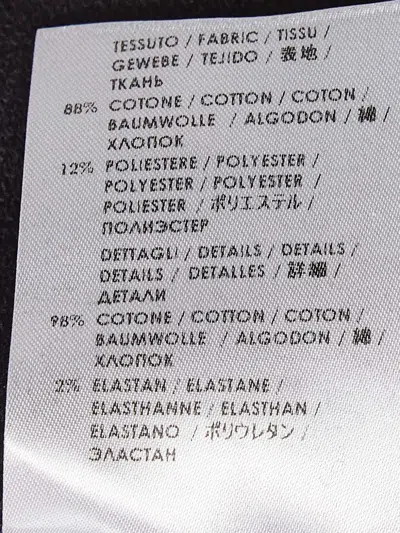 TESSUTO / FABRIC / TISSU /
GEWEBE / TEJIDO / 表地 /
ТКАНЬ
88% COTONE / COTTON / COTON /
BAUMWOLLE / ALGODON / 綿 /
ХЛОПОК
12% POLIESTERE / POLYESTER /
POLYESTER / POLYESTER /
POLIESTER / ポリエステル /
ПОЛИЭСТЕР
DETTAGLI / DETAILS / DETAILS /
DETAILS / DETALLES / 詳細 /
ДЕТАЛИ
98% COTONE / COTTON / COTON /
BAUMWOLLE / ALGODON / 綿 /
ХЛОПОК
2% ELASTAN / ELASTANE /
ELASTHANNE / ELASTHAN /
ELASTANO / ポリウレタン /
ЭЛАСТАН